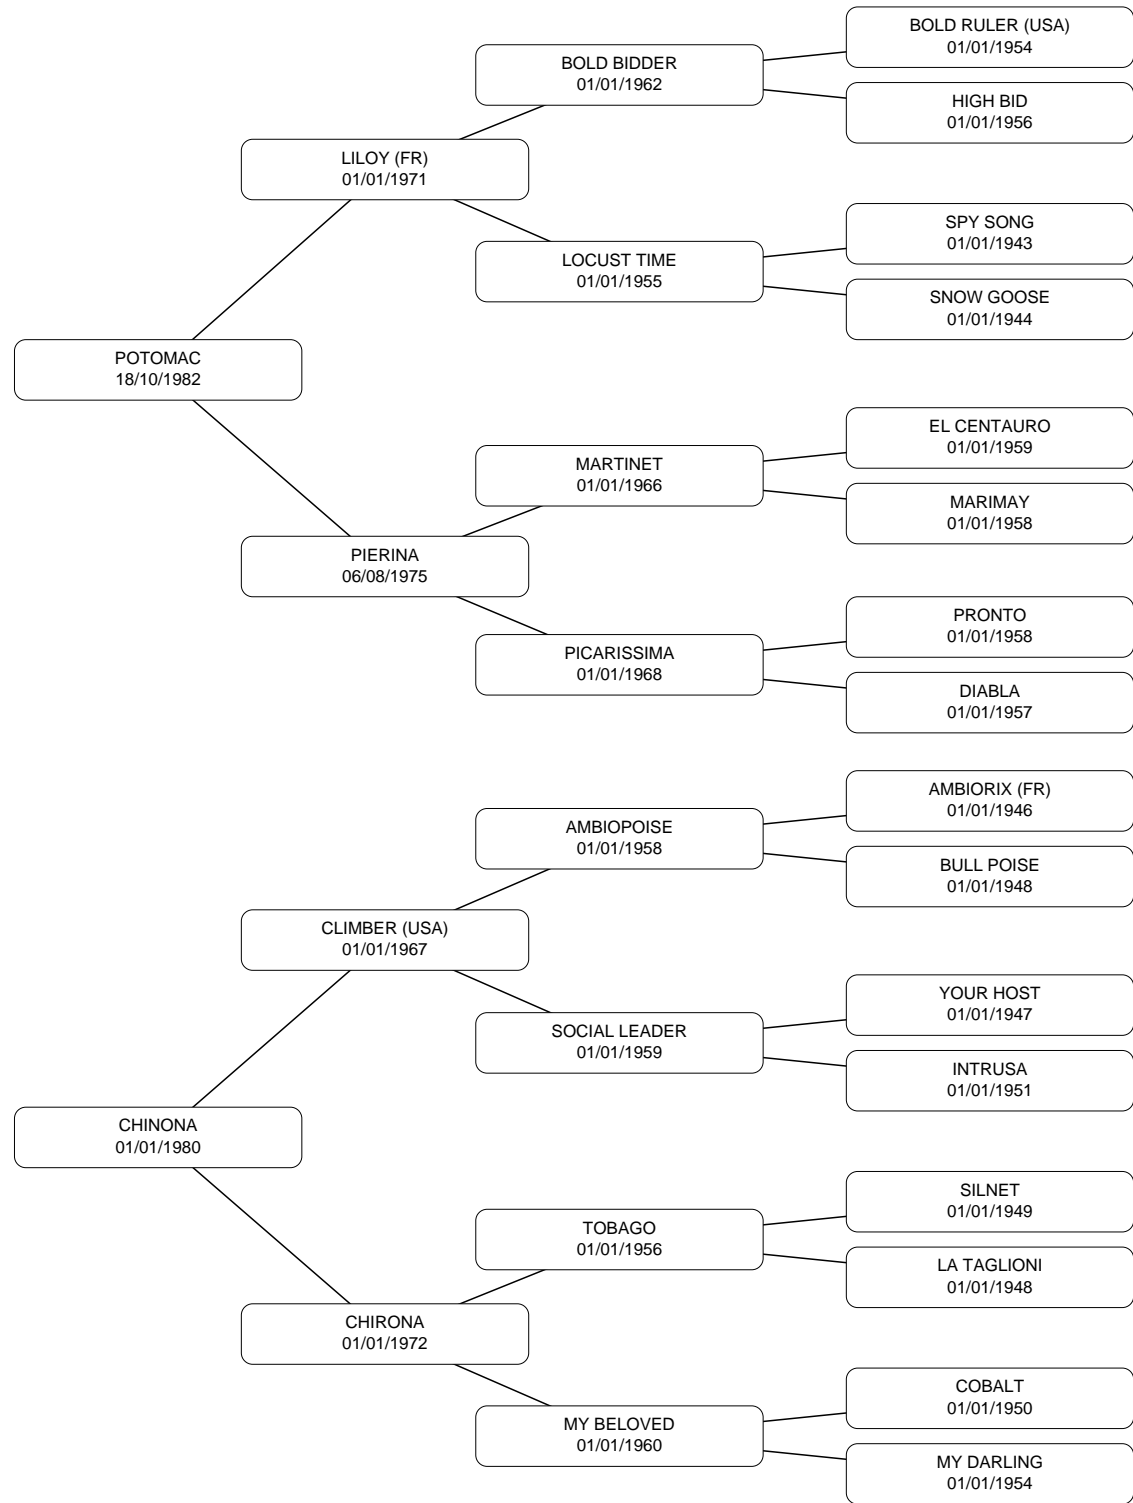 BOLD RULER (USA)
01/01/1954
BOLD BIDDER
01/01/1962
HIGH BID
01/01/1956
LILOY (FR)
01/01/1971
SPY SONG
01/01/1943
LOCUST TIME
01/01/1955
SNOW GOOSE
01/01/1944
POTOMAC
18/10/1982
EL CENTAURO
01/01/1959
MARTINET
01/01/1966
MARIMAY
01/01/1958
PIERINA
06/08/1975
PRONTO
01/01/1958
PICARISSIMA
01/01/1968
DIABLA
01/01/1957
AMBIORIX (FR)
01/01/1946
AMBIOPOISE
01/01/1958
BULL POISE
01/01/1948
CLIMBER (USA)
01/01/1967
YOUR HOST
01/01/1947
SOCIAL LEADER
01/01/1959
INTRUSA
01/01/1951
CHINONA
01/01/1980
SILNET
01/01/1949
TOBAGO
01/01/1956
LA TAGLIONI
01/01/1948
CHIRONA
01/01/1972
COBALT
01/01/1950
MY BELOVED
01/01/1960
MY DARLING
01/01/1954